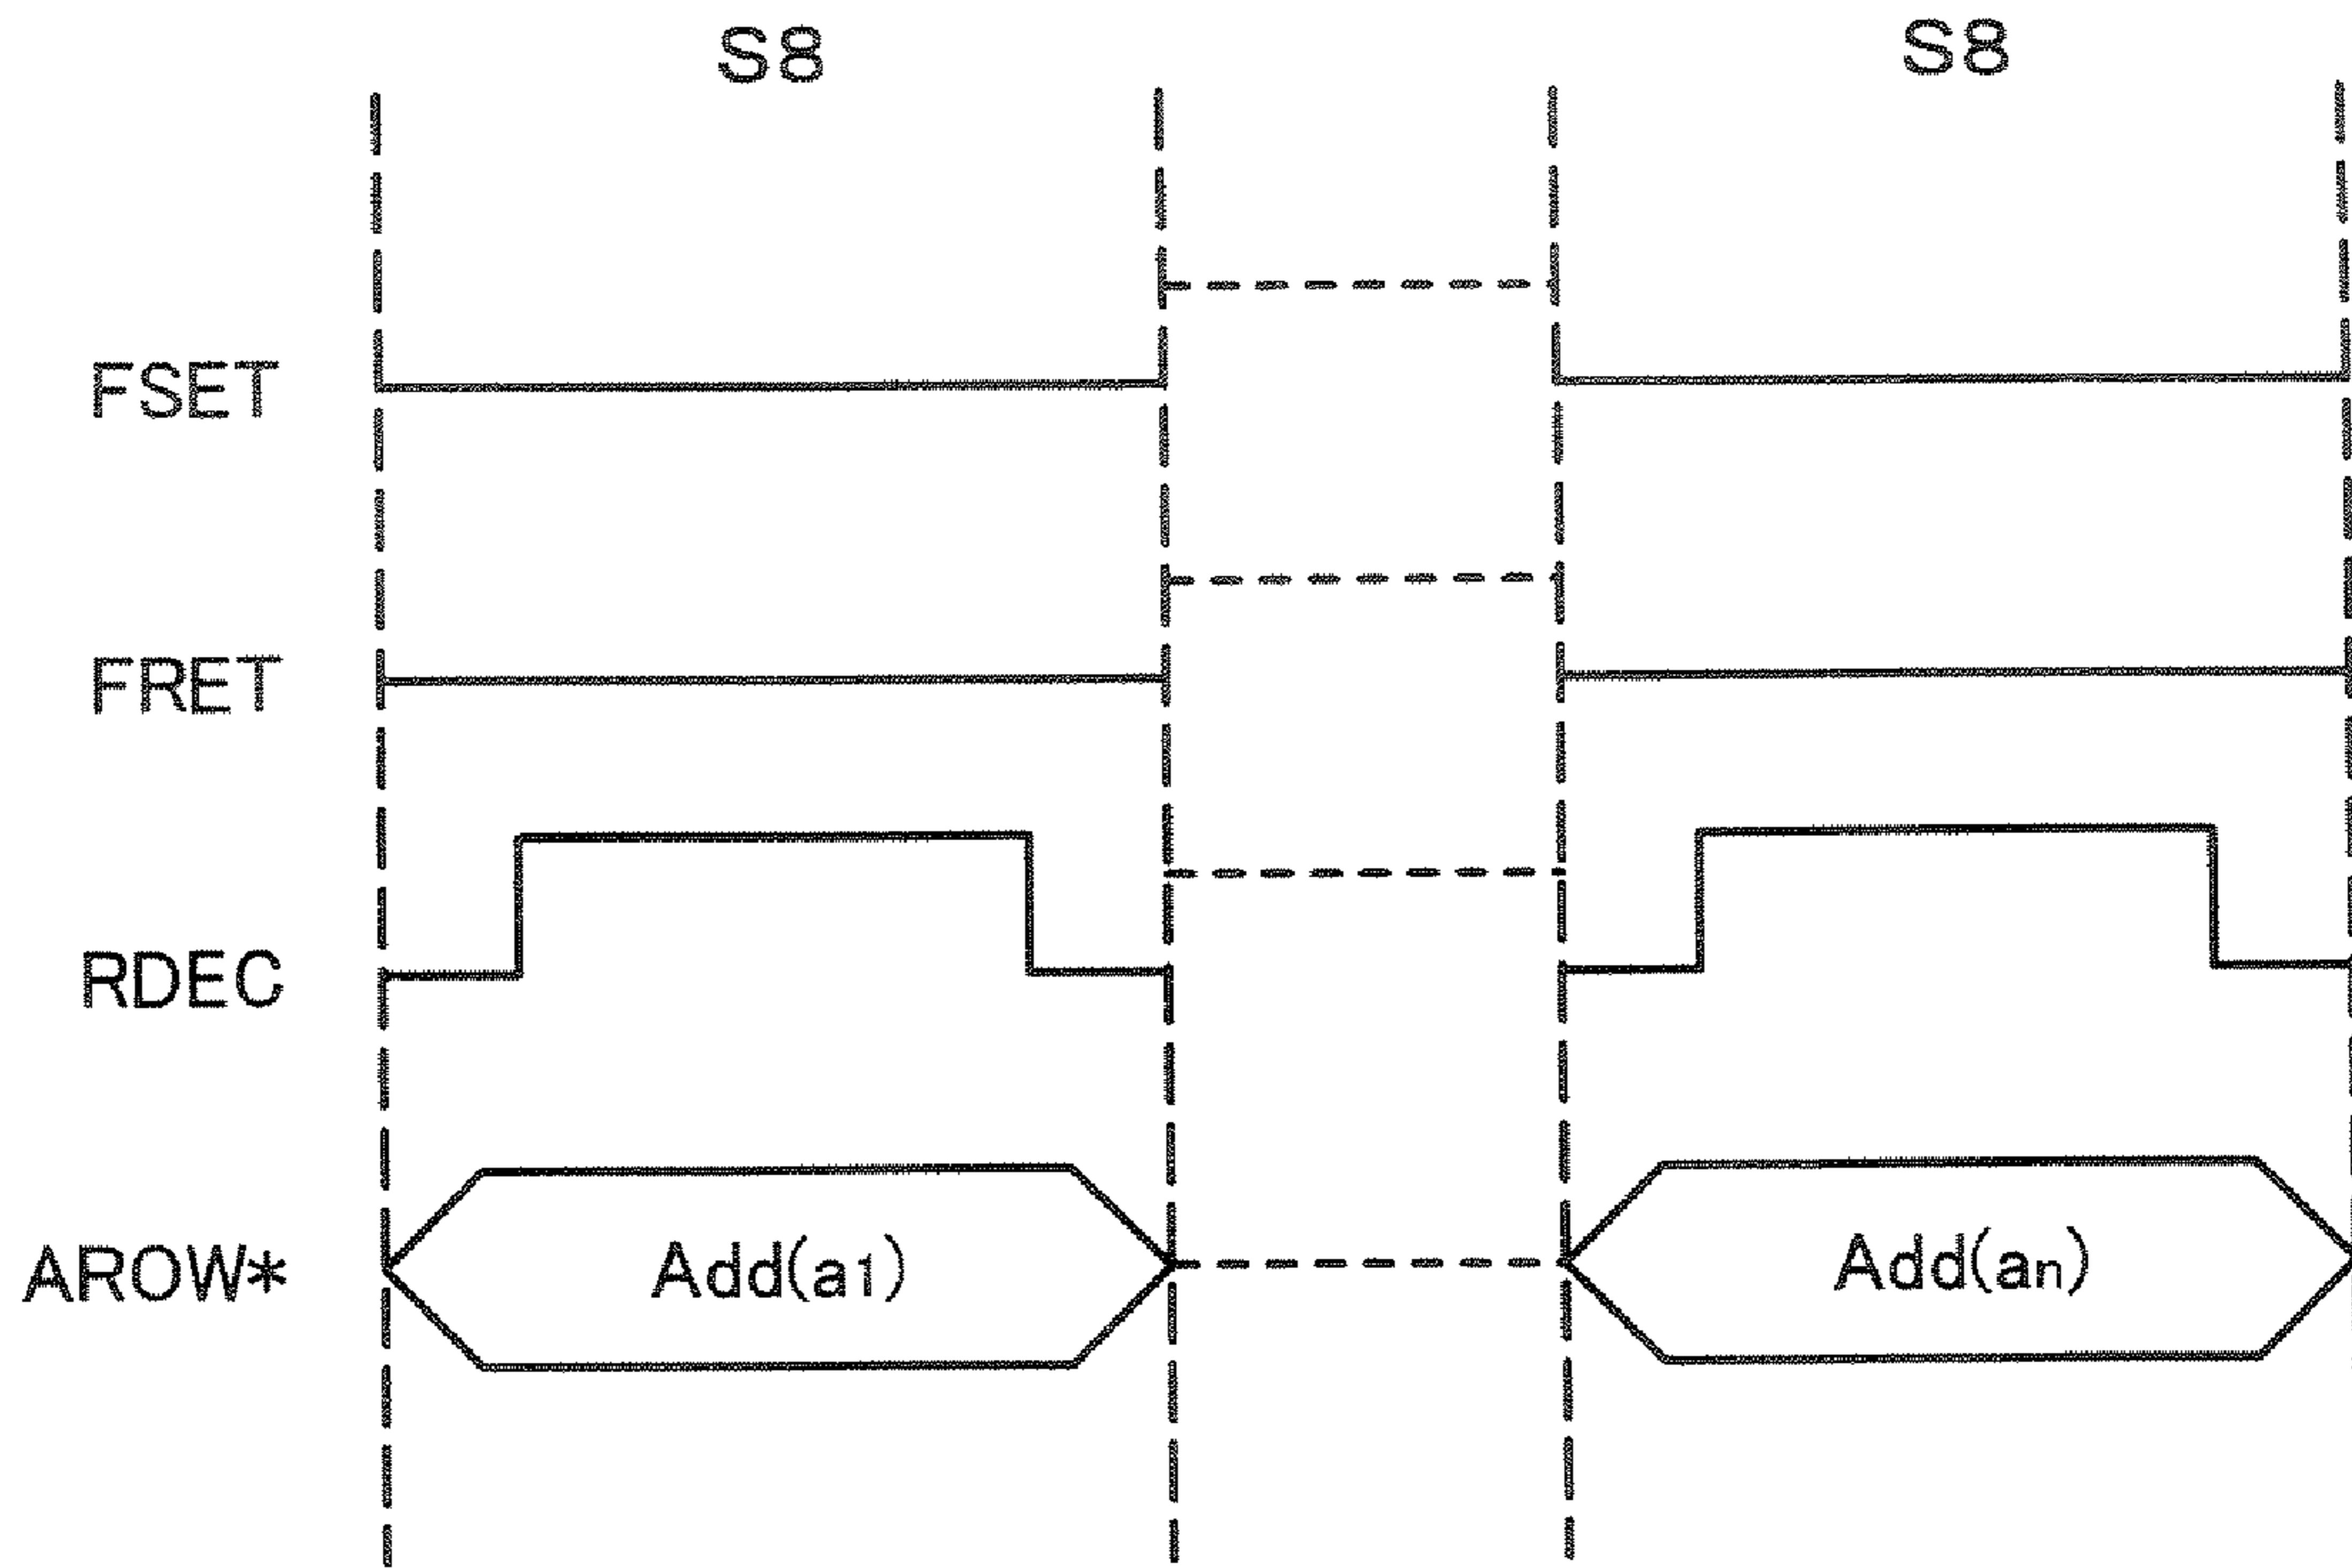 S8 S8
FSET
FRET
RDEC
AROW* Add(a1) Add(an)